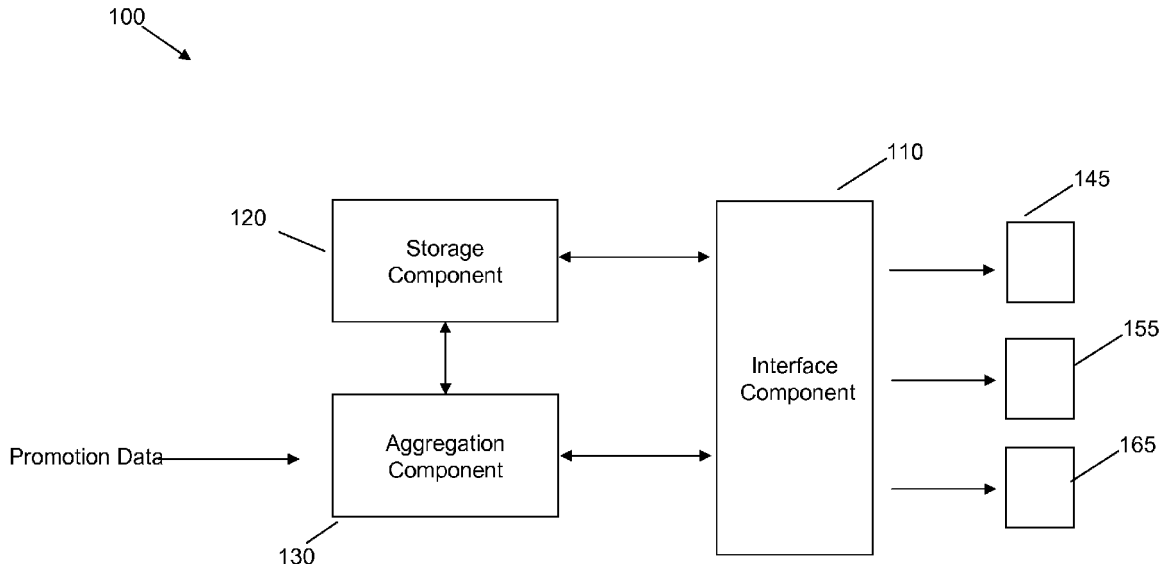 100
110
145
120
Storage
Component
155
Interface
Component
Promotion Data
Aggregation
Component
165
130